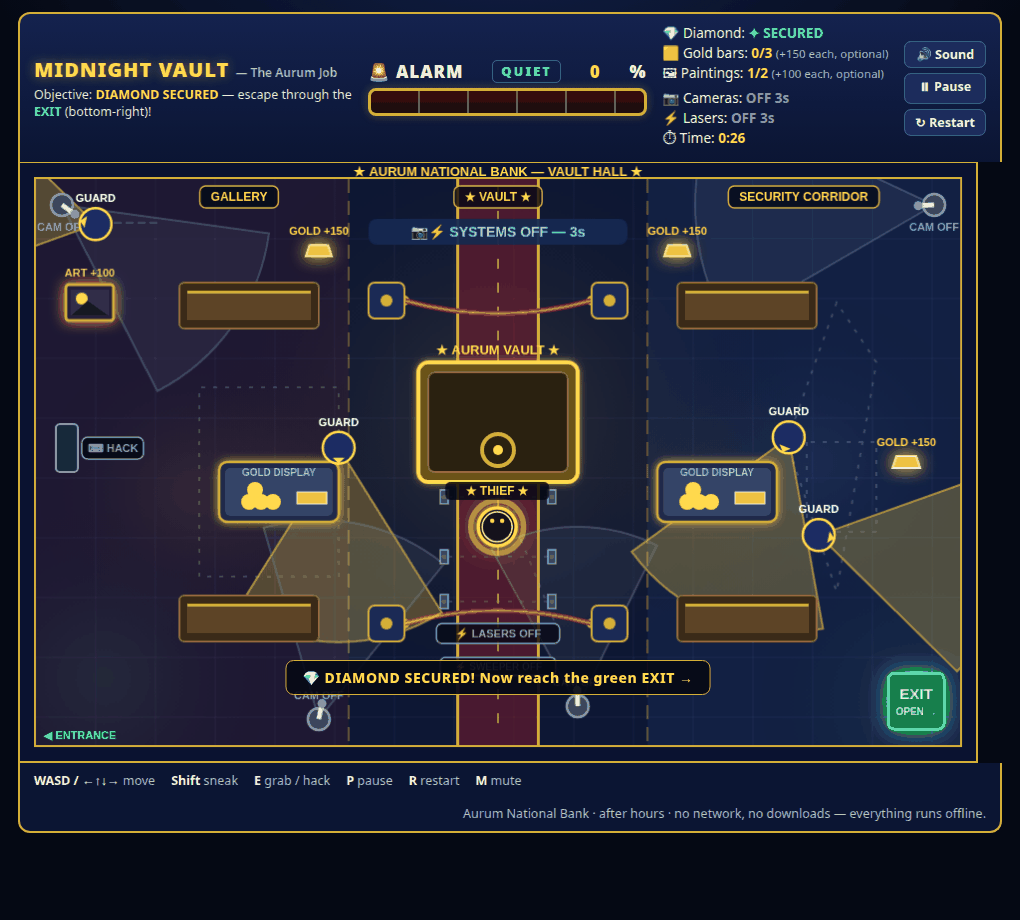 MIDNIGHT VAULT — The Aurum Job
Objective: DIAMOND SECURED — escape through the
EXIT (bottom-right)!
🚨 ALARM QUIET 0 %
💎 Diamond: ✦ SECURED
🟨 Gold bars: 0/3 (+150 each, optional)
🖼 Paintings: 1/2 (+100 each, optional)
📷 Cameras: OFF 3s
⚡ Lasers: OFF 3s
⏱ Time: 0:26
🔊 Sound
⏸ Pause
↻ Restart
★ AURUM NATIONAL BANK — VAULT HALL ★
GUARD
GALLERY
★ VAULT ★
SECURITY CORRIDOR
CAM OFF
GOLD +150
📷⚡ SYSTEMS OFF — 3s
GOLD +150
CAM OFF
ART +100
★ AURUM VAULT ★
GUARD
GUARD
⌨ HACK
GOLD +150
GOLD DISPLAY
GOLD DISPLAY
★ THIEF ★
GUARD
⚡ LASERS OFF
💎 DIAMOND SECURED! Now reach the green EXIT →
CAM OFF
EXIT
OPEN
◀ ENTRANCE
WASD / ←↑↓→ move Shift sneak E grab / hack P pause R restart M mute
Aurum National Bank · after hours · no network, no downloads — everything runs offline.